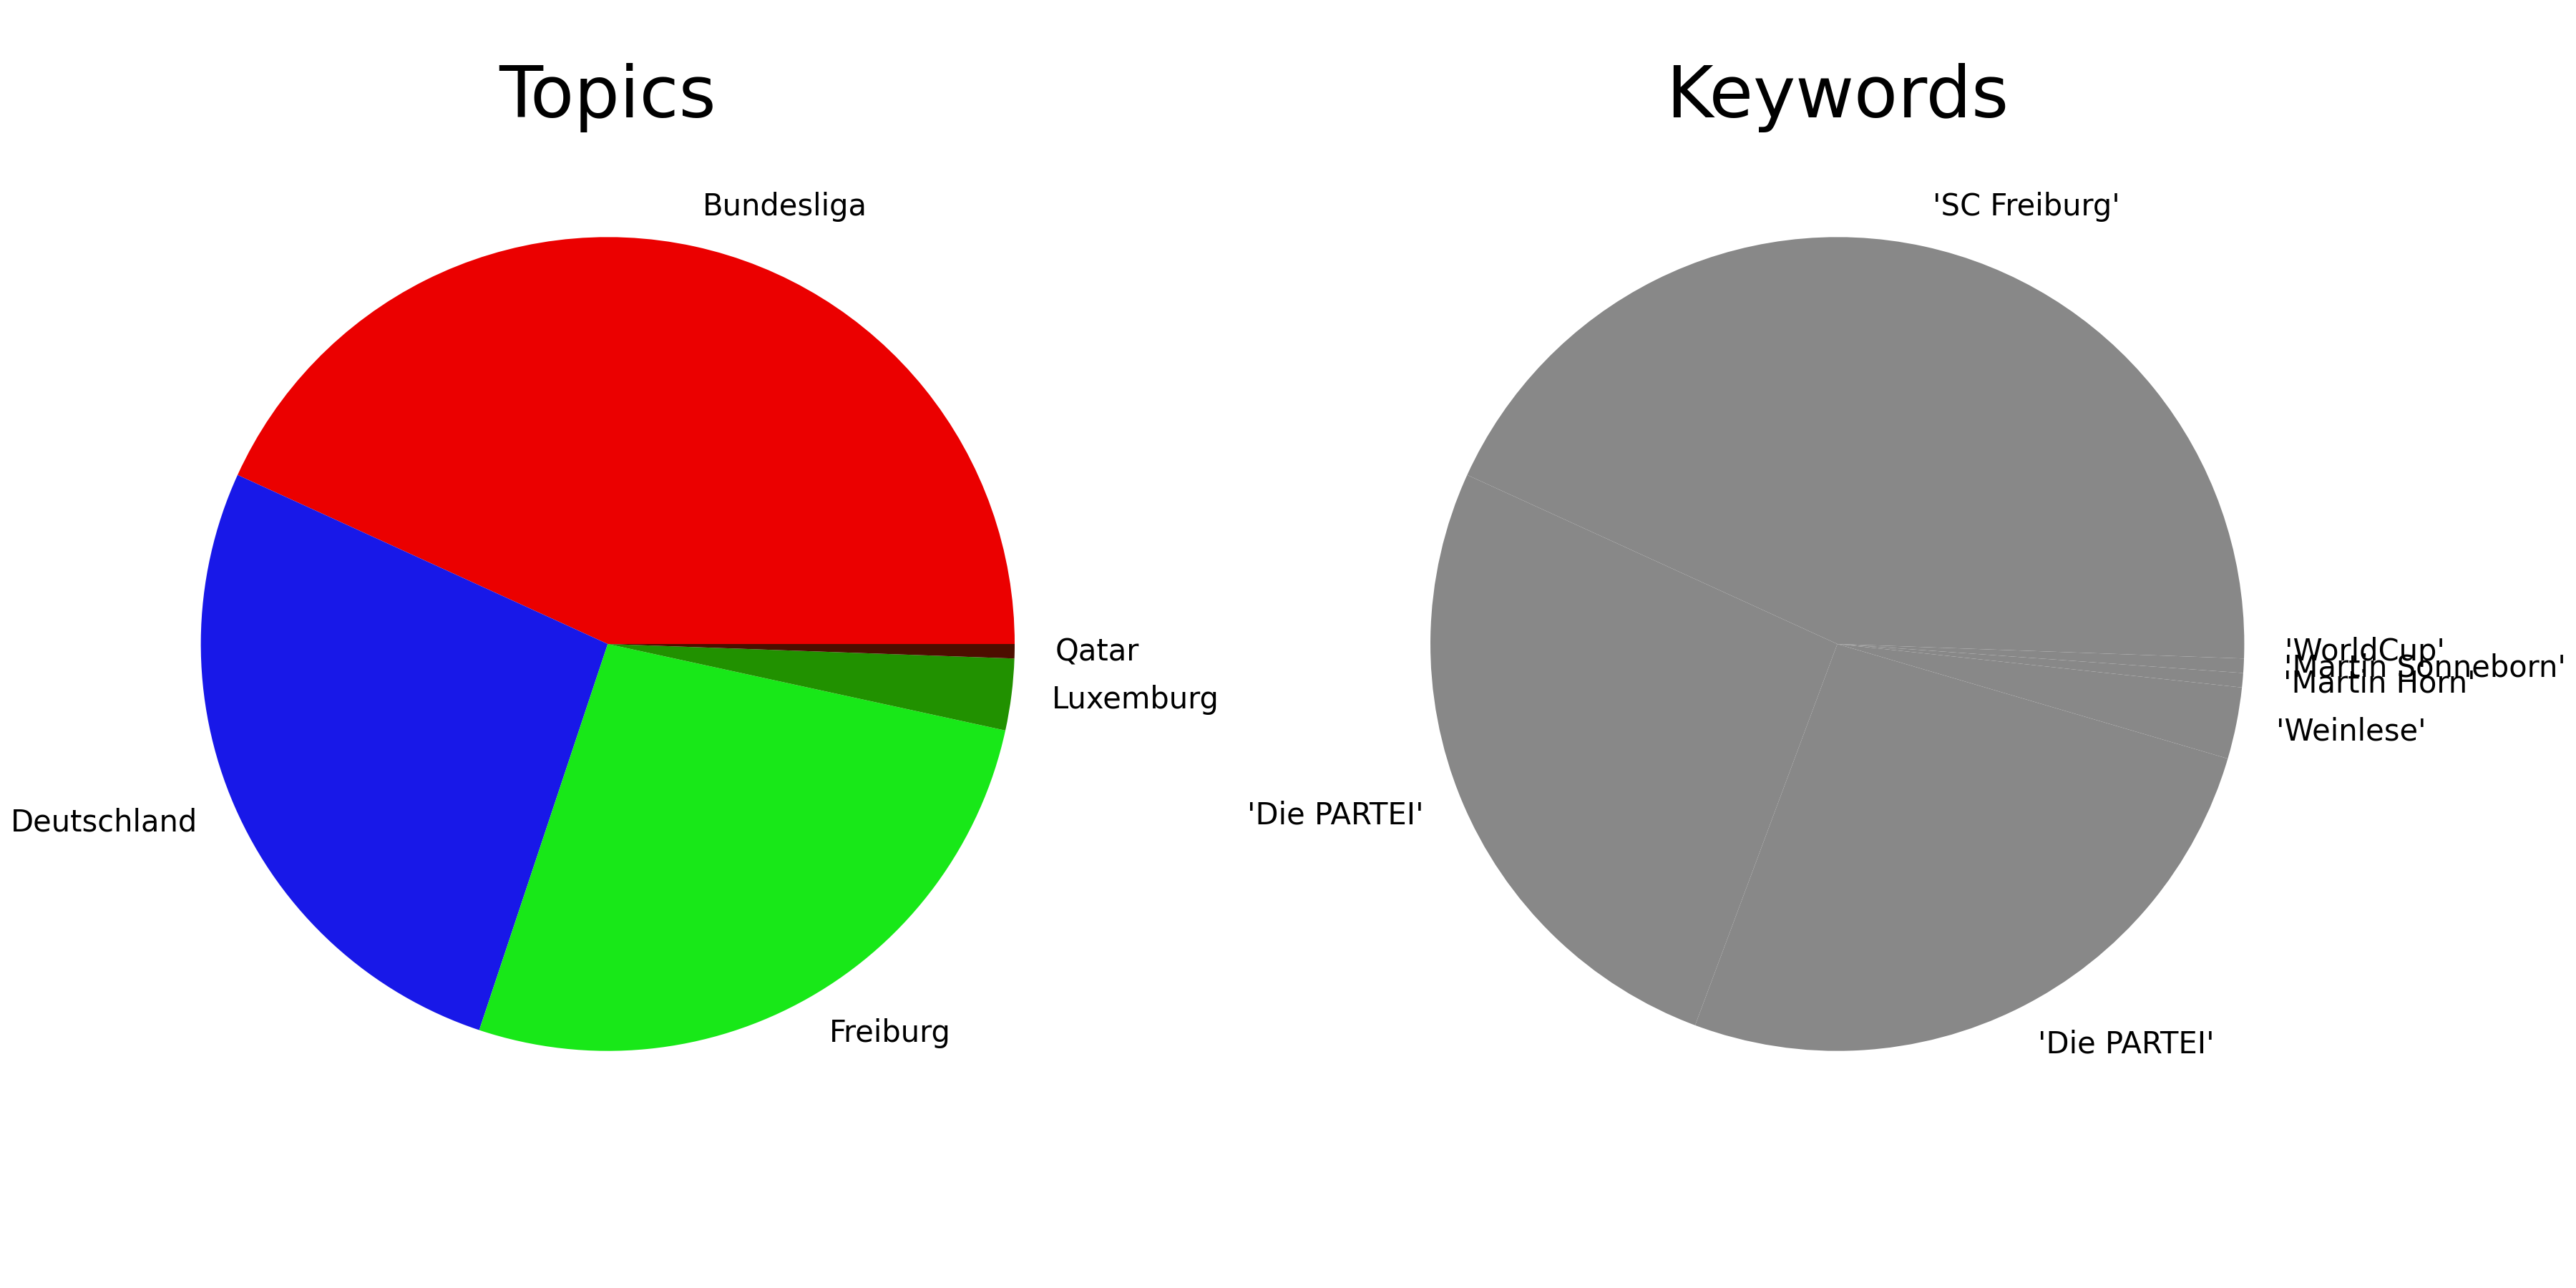 Topics
Bundesliga
Qatar
Luxemburg
Deutschland
Freiburg
Keywords
'SC Freiburg'
'WorldCup'
'Martin Sonneborn'
'Martin Horn'
'Weinlese'
'Die PARTEI'
'Die PARTEI'